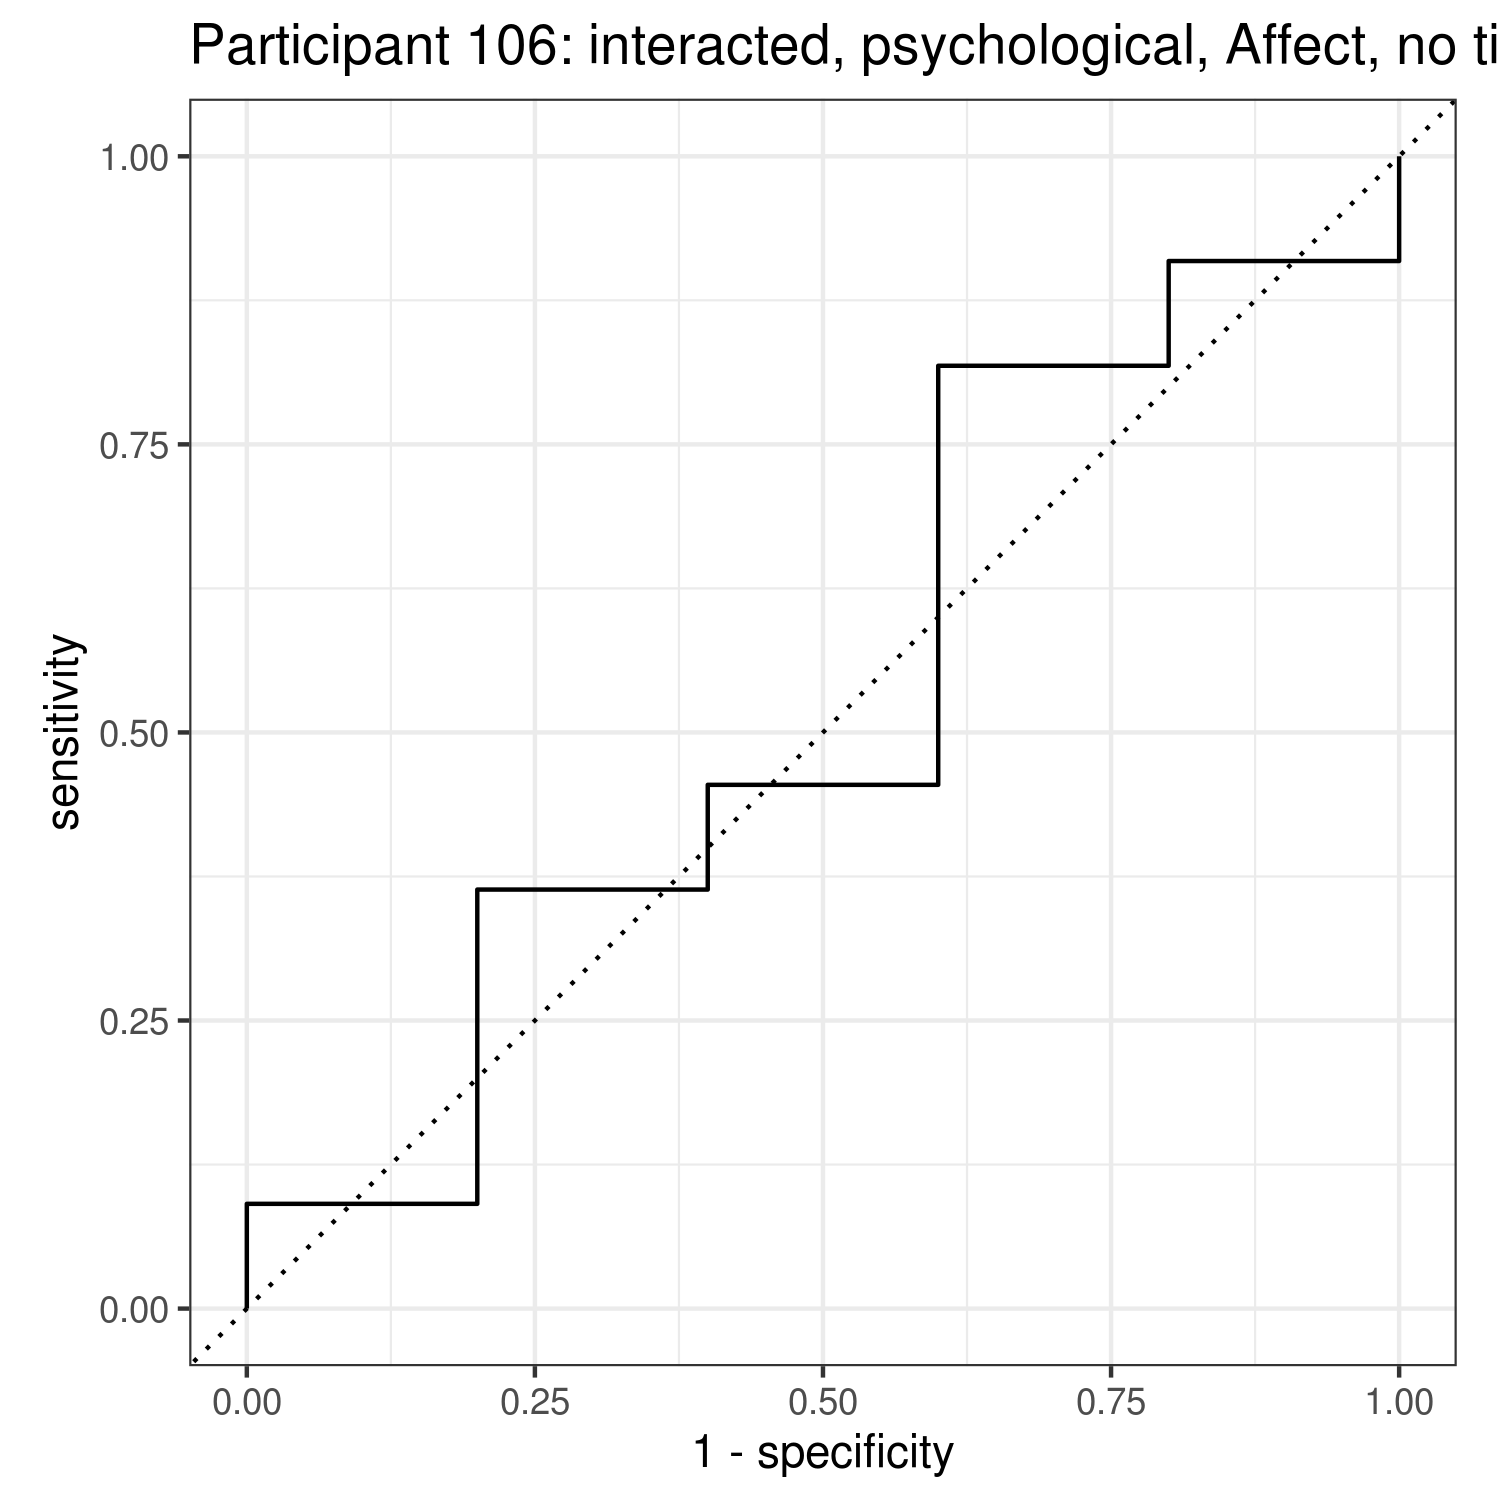 Participant 106: interacted, psychological, Affect, no ti
1.00
0.75
0.50
0.25
0.00
sensitivity
0.00 0.25 0.50 0.75 1.00
1 - specificity